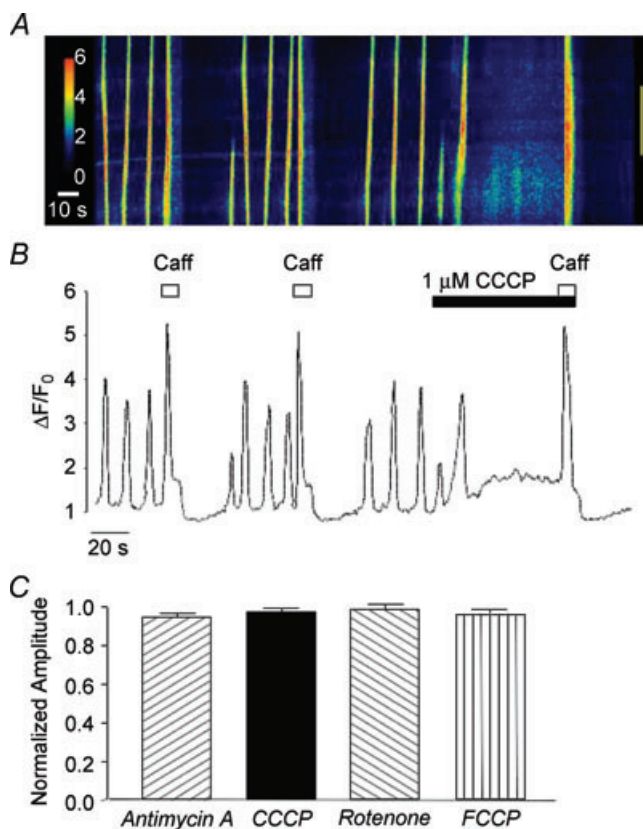 A
6
4
2
0
10 s
B
Caff
Caff
Caff
1 μM CCCP
6
5
4
3
2
1
ΔF/F0
20 s
C
1.0
0.8
0.6
0.4
0.2
0.0
Normalized Amplitude
Antimycin A CCCP Rotenone FCCP